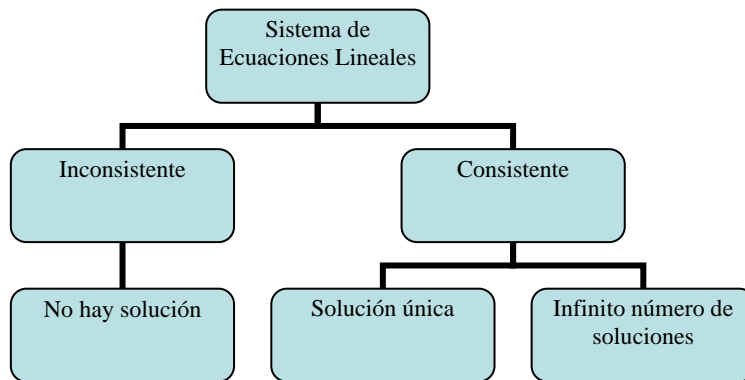 Sistema de
Ecuaciones Lineales
Inconsistente
Consistente
No hay solución
Solución única
Infinito número de
soluciones